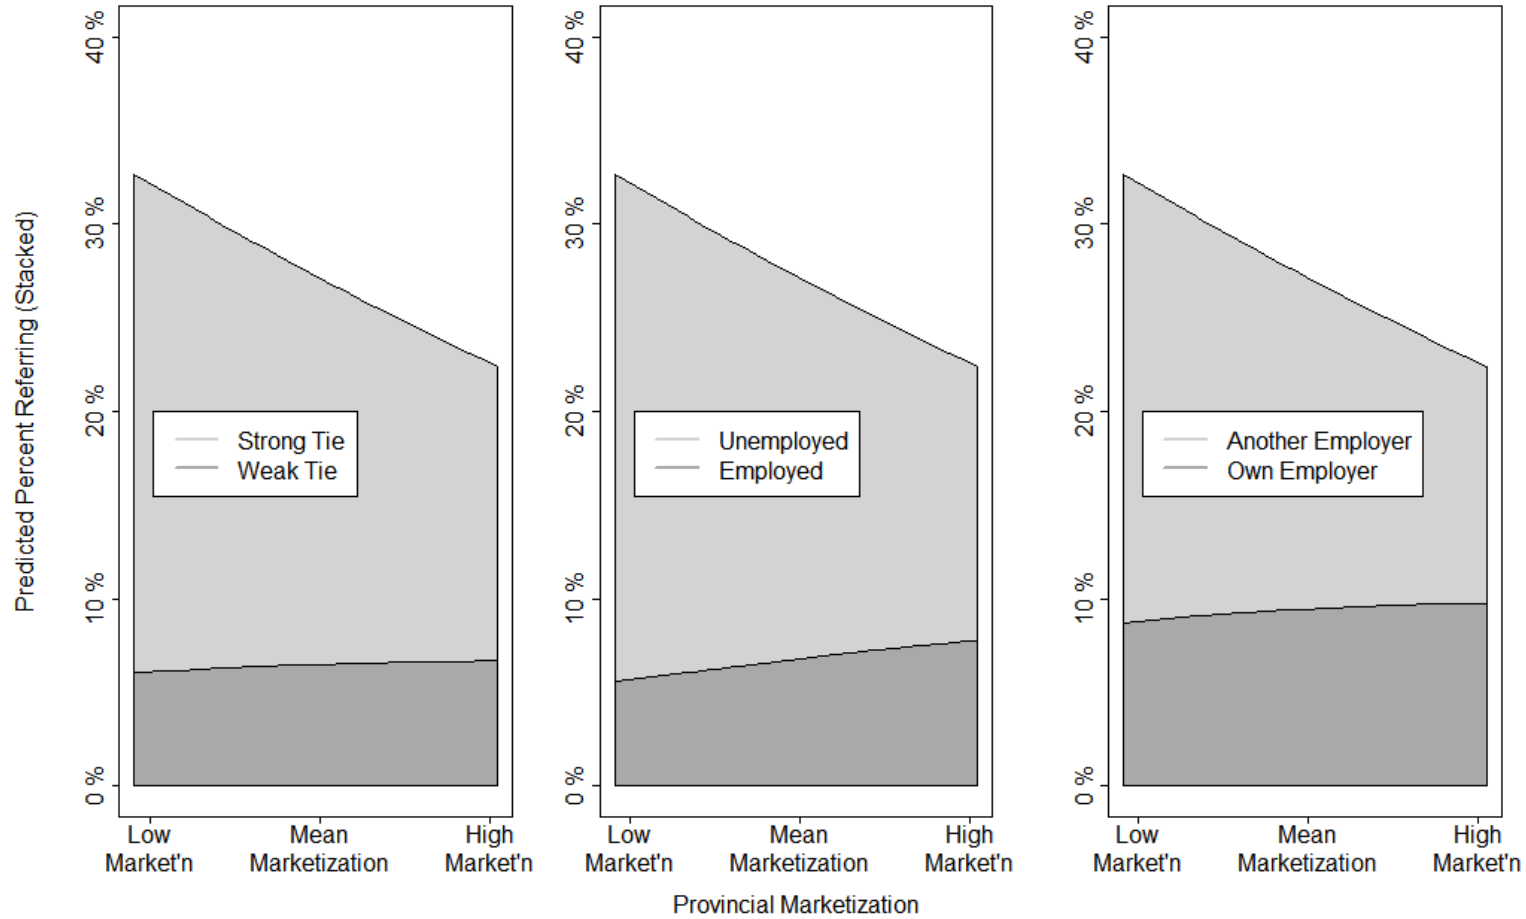 Predicted Percent Referring (Stacked)
40 %
30 %
20 %
10 %
0 %
Strong Tie
Weak Tie
Low
Market'n
Mean
Marketization
High
Market'n
40 %
30 %
20 %
10 %
0 %
Unemployed
Employed
Low
Market'n
Mean
Marketization
High
Market'n
40 %
30 %
20 %
10 %
0 %
Another Employer
Own Employer
Low
Market'n
Mean
Marketization
High
Market'n
Provincial Marketization